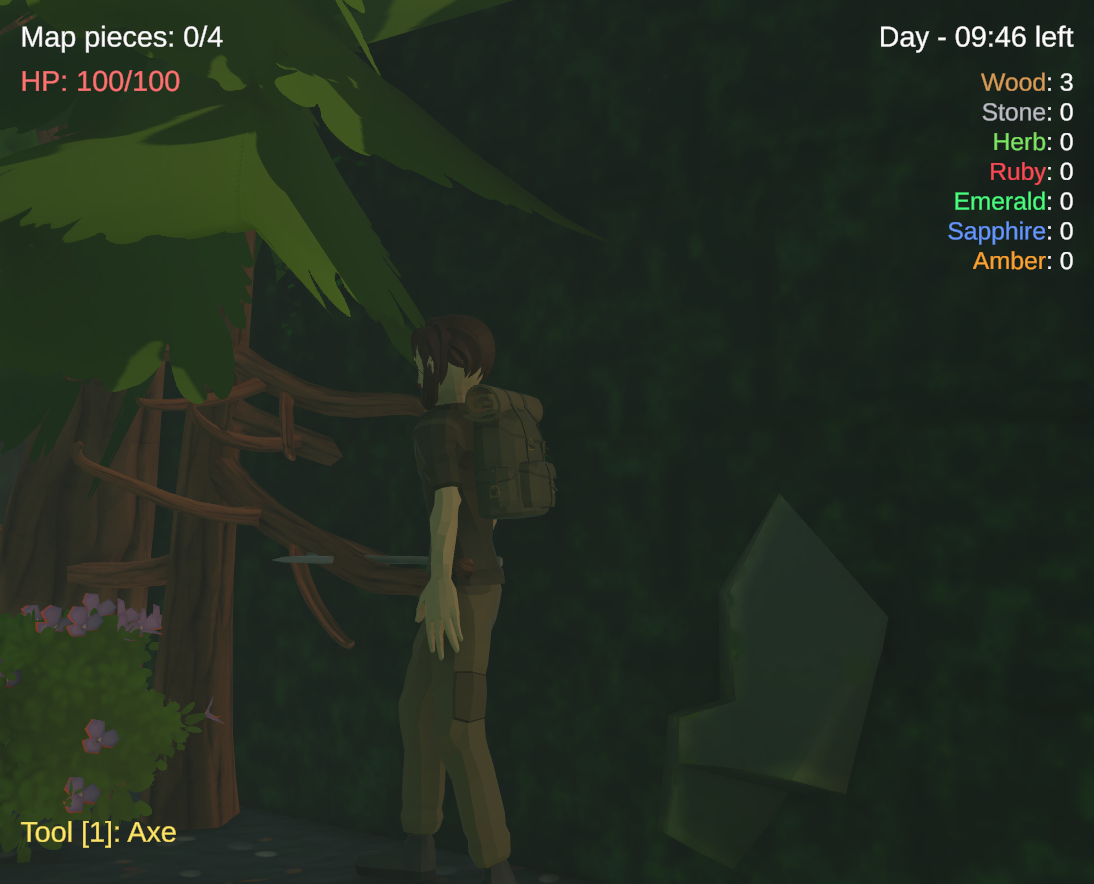 Map pieces: 0/4
HP: 100/100
Day - 09:46 left
Wood: 3
Stone: 0
Herb: 0
Ruby: 0
Emerald: 0
Sapphire: 0
Amber: 0
Tool [1]: Axe